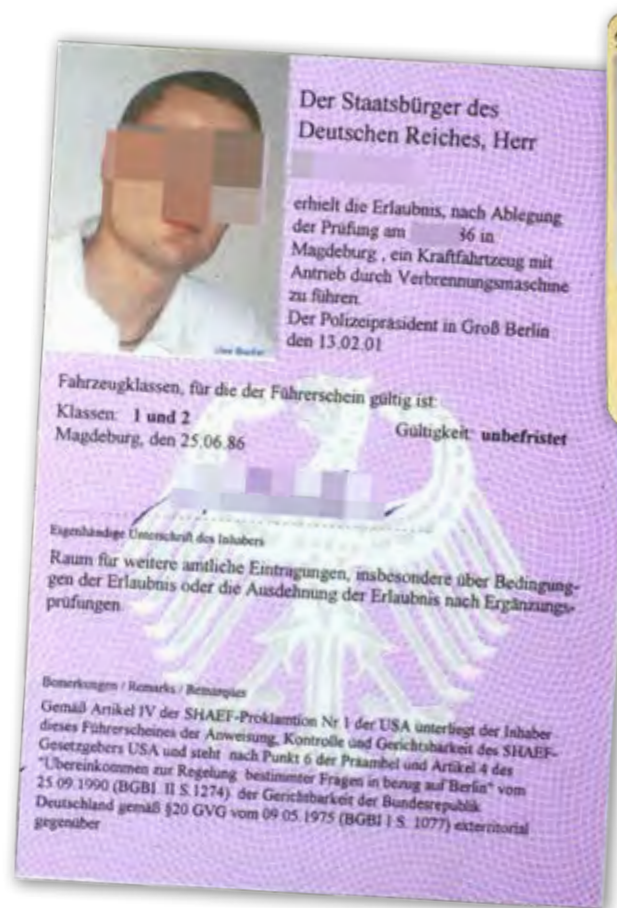 Der Staatsbürger des
Deutschen Reiches, Herr
erhielt die Erlaubnis, nach Ablegung
der Prüfung am 86 in
Magdeburg , ein Kraftfahrtzeug mit
Antrieb durch Verbrennungsmaschine
zu führen.
Der Polizeipräsident in Groß Berlin
den 13.02.01
Fahrzeugklassen, für die der Führerschein gültig ist:
Klassen: 1 und 2 Gültigkeit: unbefristet
Magdeburg, den 25.06.86
Eigenhändige Unterschrift des Inhabers
Raum für weitere amtliche Eintragungen, insbesondere über Bedingun-
gen der Erlaubnis oder die Ausdehnung der Erlaubnis nach Ergänzungs-
prüfungen.
Bemerkungen / Remarks / Remarques
Gemäß Artikel IV der SHAEF-Proklamtion Nr 1 der USA unterliegt der Inhaber
dieses Führerscheines der Anweisung, Kontrolle und Gerichtsbarkeit des SHAEF-
Gesetzgebers USA und steht nach Punkt 6 der Präambel und Artikel 4 des
"Übereinkommen zur Regelung bestimmter Fragen in bezug auf Berlin" vom
25.09.1990 (BGBl. II S.1274) der Gerichtbarkeit der Bundesrepublik
Deutschland gemäß §20 GVG vom 09.05.1975 (BGBl I S. 1077) exterritorial
gegenüber